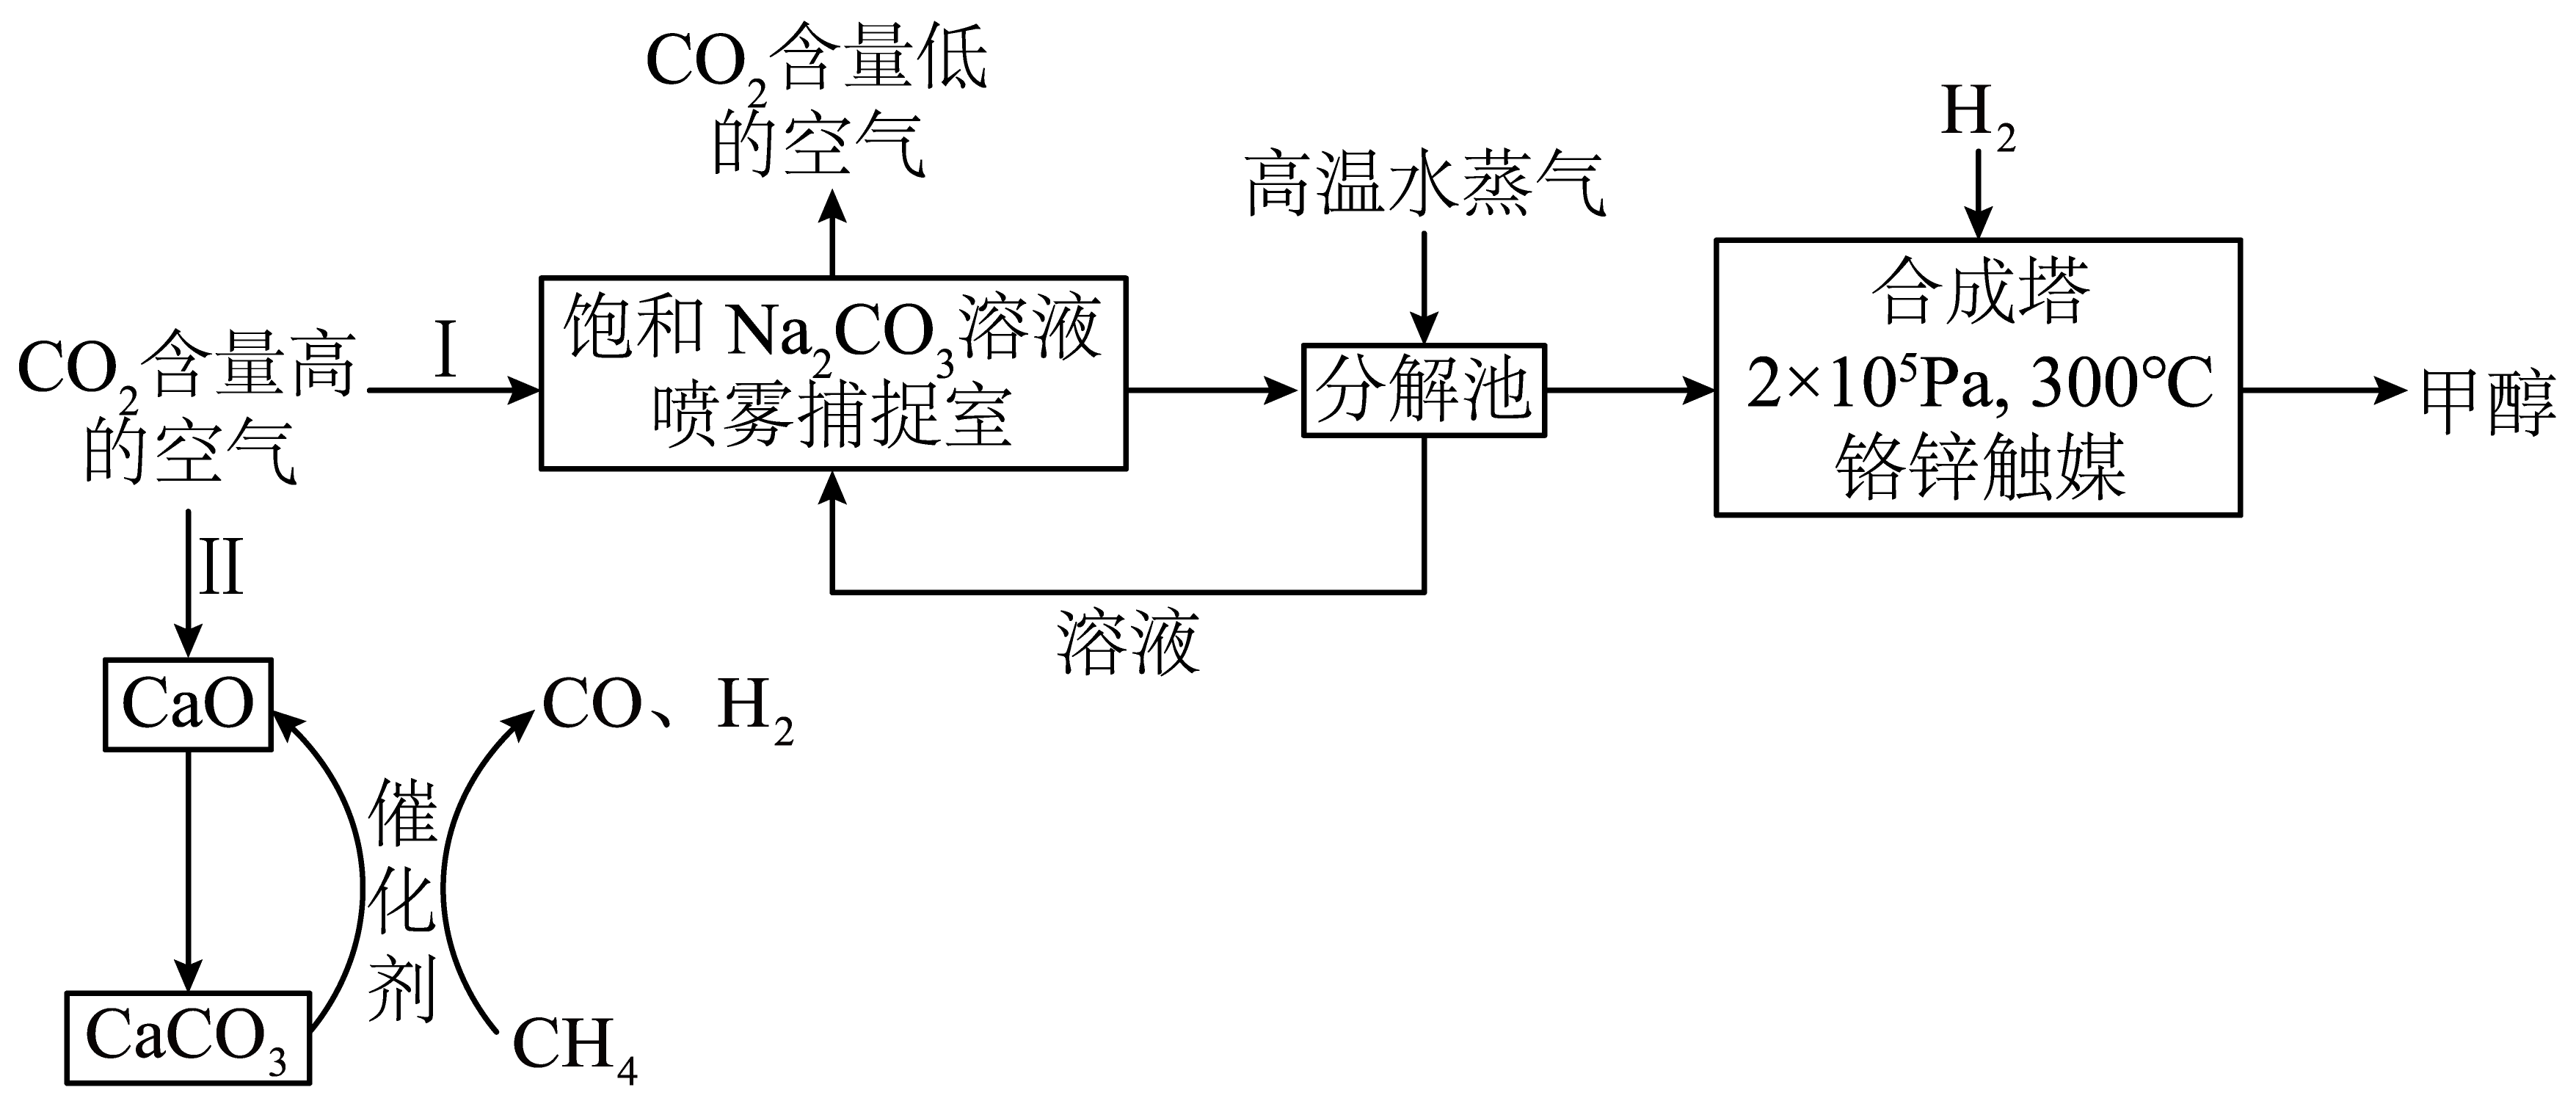 CO₂含量低
的空气
H₂
高温水蒸气
CO₂含量高
的空气
I
饱和 Na₂CO₃溶液
喷雾捕捉室
分解池
合成塔
2×10⁵Pa, 300°C
铬锌触媒
甲醇
II
溶液
CaO
CO、H₂
催化剂
CaCO₃
CH₄